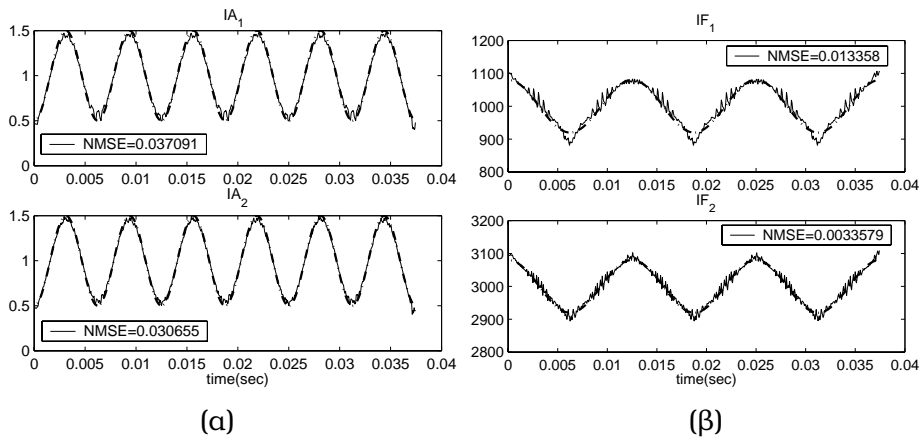 IA1
1.5
1
0.5
0
NMSE=0.037091
0 0.005 0.01 0.015 0.02 0.025 0.03 0.035 0.04
IA2
1.5
1
0.5
0
NMSE=0.030655
0 0.005 0.01 0.015 0.02 0.025 0.03 0.035 0.04
time(sec)
(α)
IF1
1200
1100
1000
900
800
NMSE=0.013358
0 0.005 0.01 0.015 0.02 0.025 0.03 0.035 0.04
IF2
3200
3100
3000
2900
2800
NMSE=0.0033579
0 0.005 0.01 0.015 0.02 0.025 0.03 0.035 0.04
time(sec)
(β)